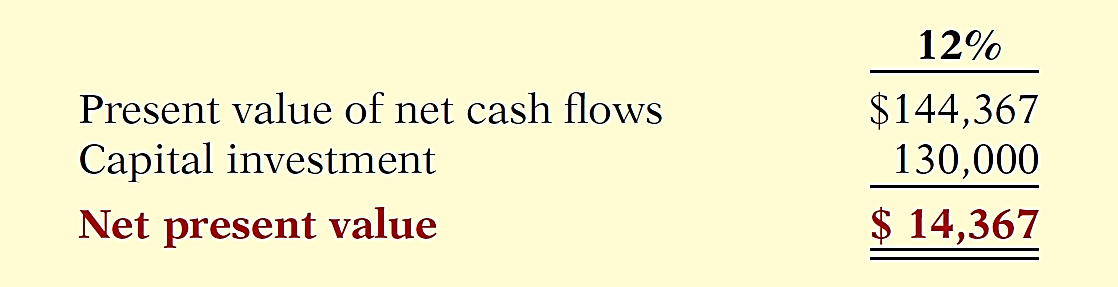 12%
Present value of net cash flows $144,367
Capital investment 130,000
Net present value $ 14,367